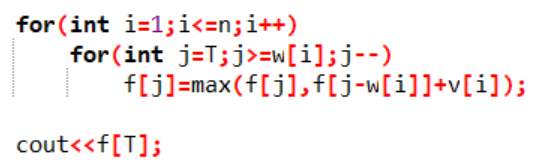 for(int i=1;i<=n;i++)
    for(int j=T;j>=w[i];j--)
        f[j]=max(f[j],f[j-w[i]]+v[i]);
cout<<f[T];